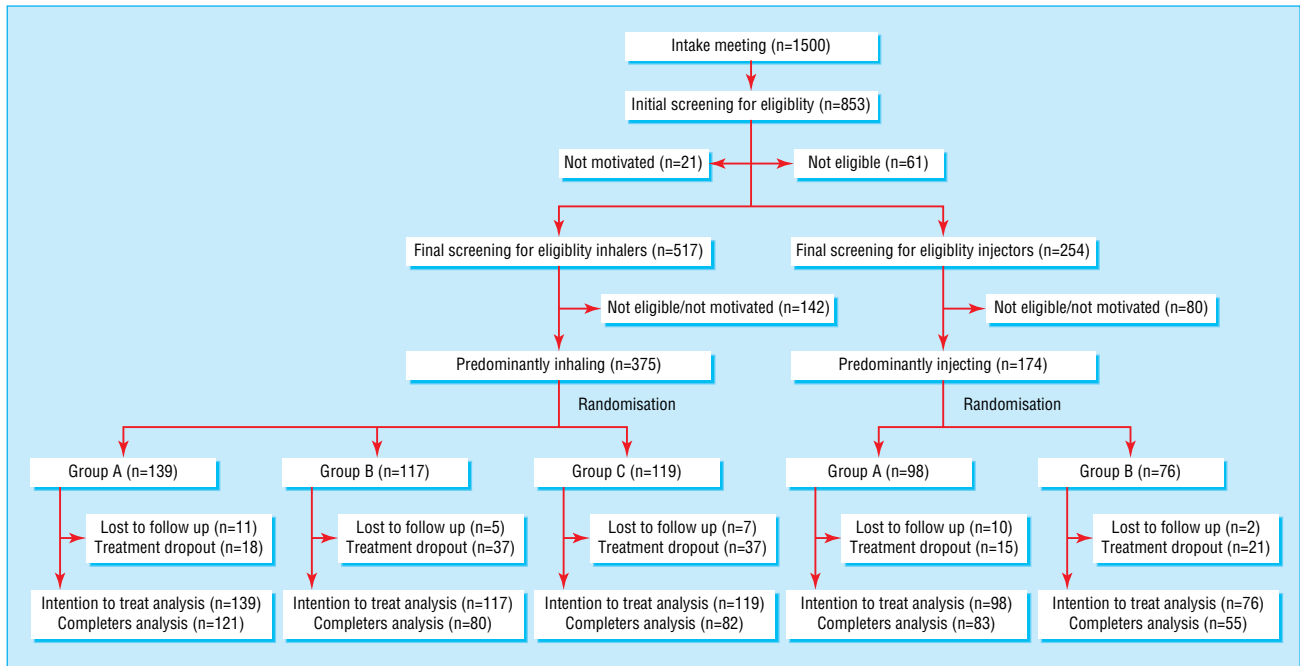 Intake meeting (n=1500)
Initial screening for eligiblity (n=853)
Not motivated (n=21)
Not eligible (n=61)
Final screening for eligiblity inhalers (n=517)
Final screening for eligiblity injectors (n=254)
Not eligible/not motivated (n=142)
Not eligible/not motivated (n=80)
Predominantly inhaling (n=375)
Predominantly injecting (n=174)
Randomisation
Randomisation
Group A (n=139)
Group B (n=117)
Group C (n=119)
Group A (n=98)
Group B (n=76)
Lost to follow up (n=11)
Treatment dropout (n=18)
Lost to follow up (n=5)
Treatment dropout (n=37)
Lost to follow up (n=7)
Treatment dropout (n=37)
Lost to follow up (n=10)
Treatment dropout (n=15)
Lost to follow up (n=2)
Treatment dropout (n=21)
Intention to treat analysis (n=139)
Completers analysis (n=121)
Intention to treat analysis (n=117)
Completers analysis (n=80)
Intention to treat analysis (n=119)
Completers analysis (n=82)
Intention to treat analysis (n=98)
Completers analysis (n=83)
Intention to treat analysis (n=76)
Completers analysis (n=55)